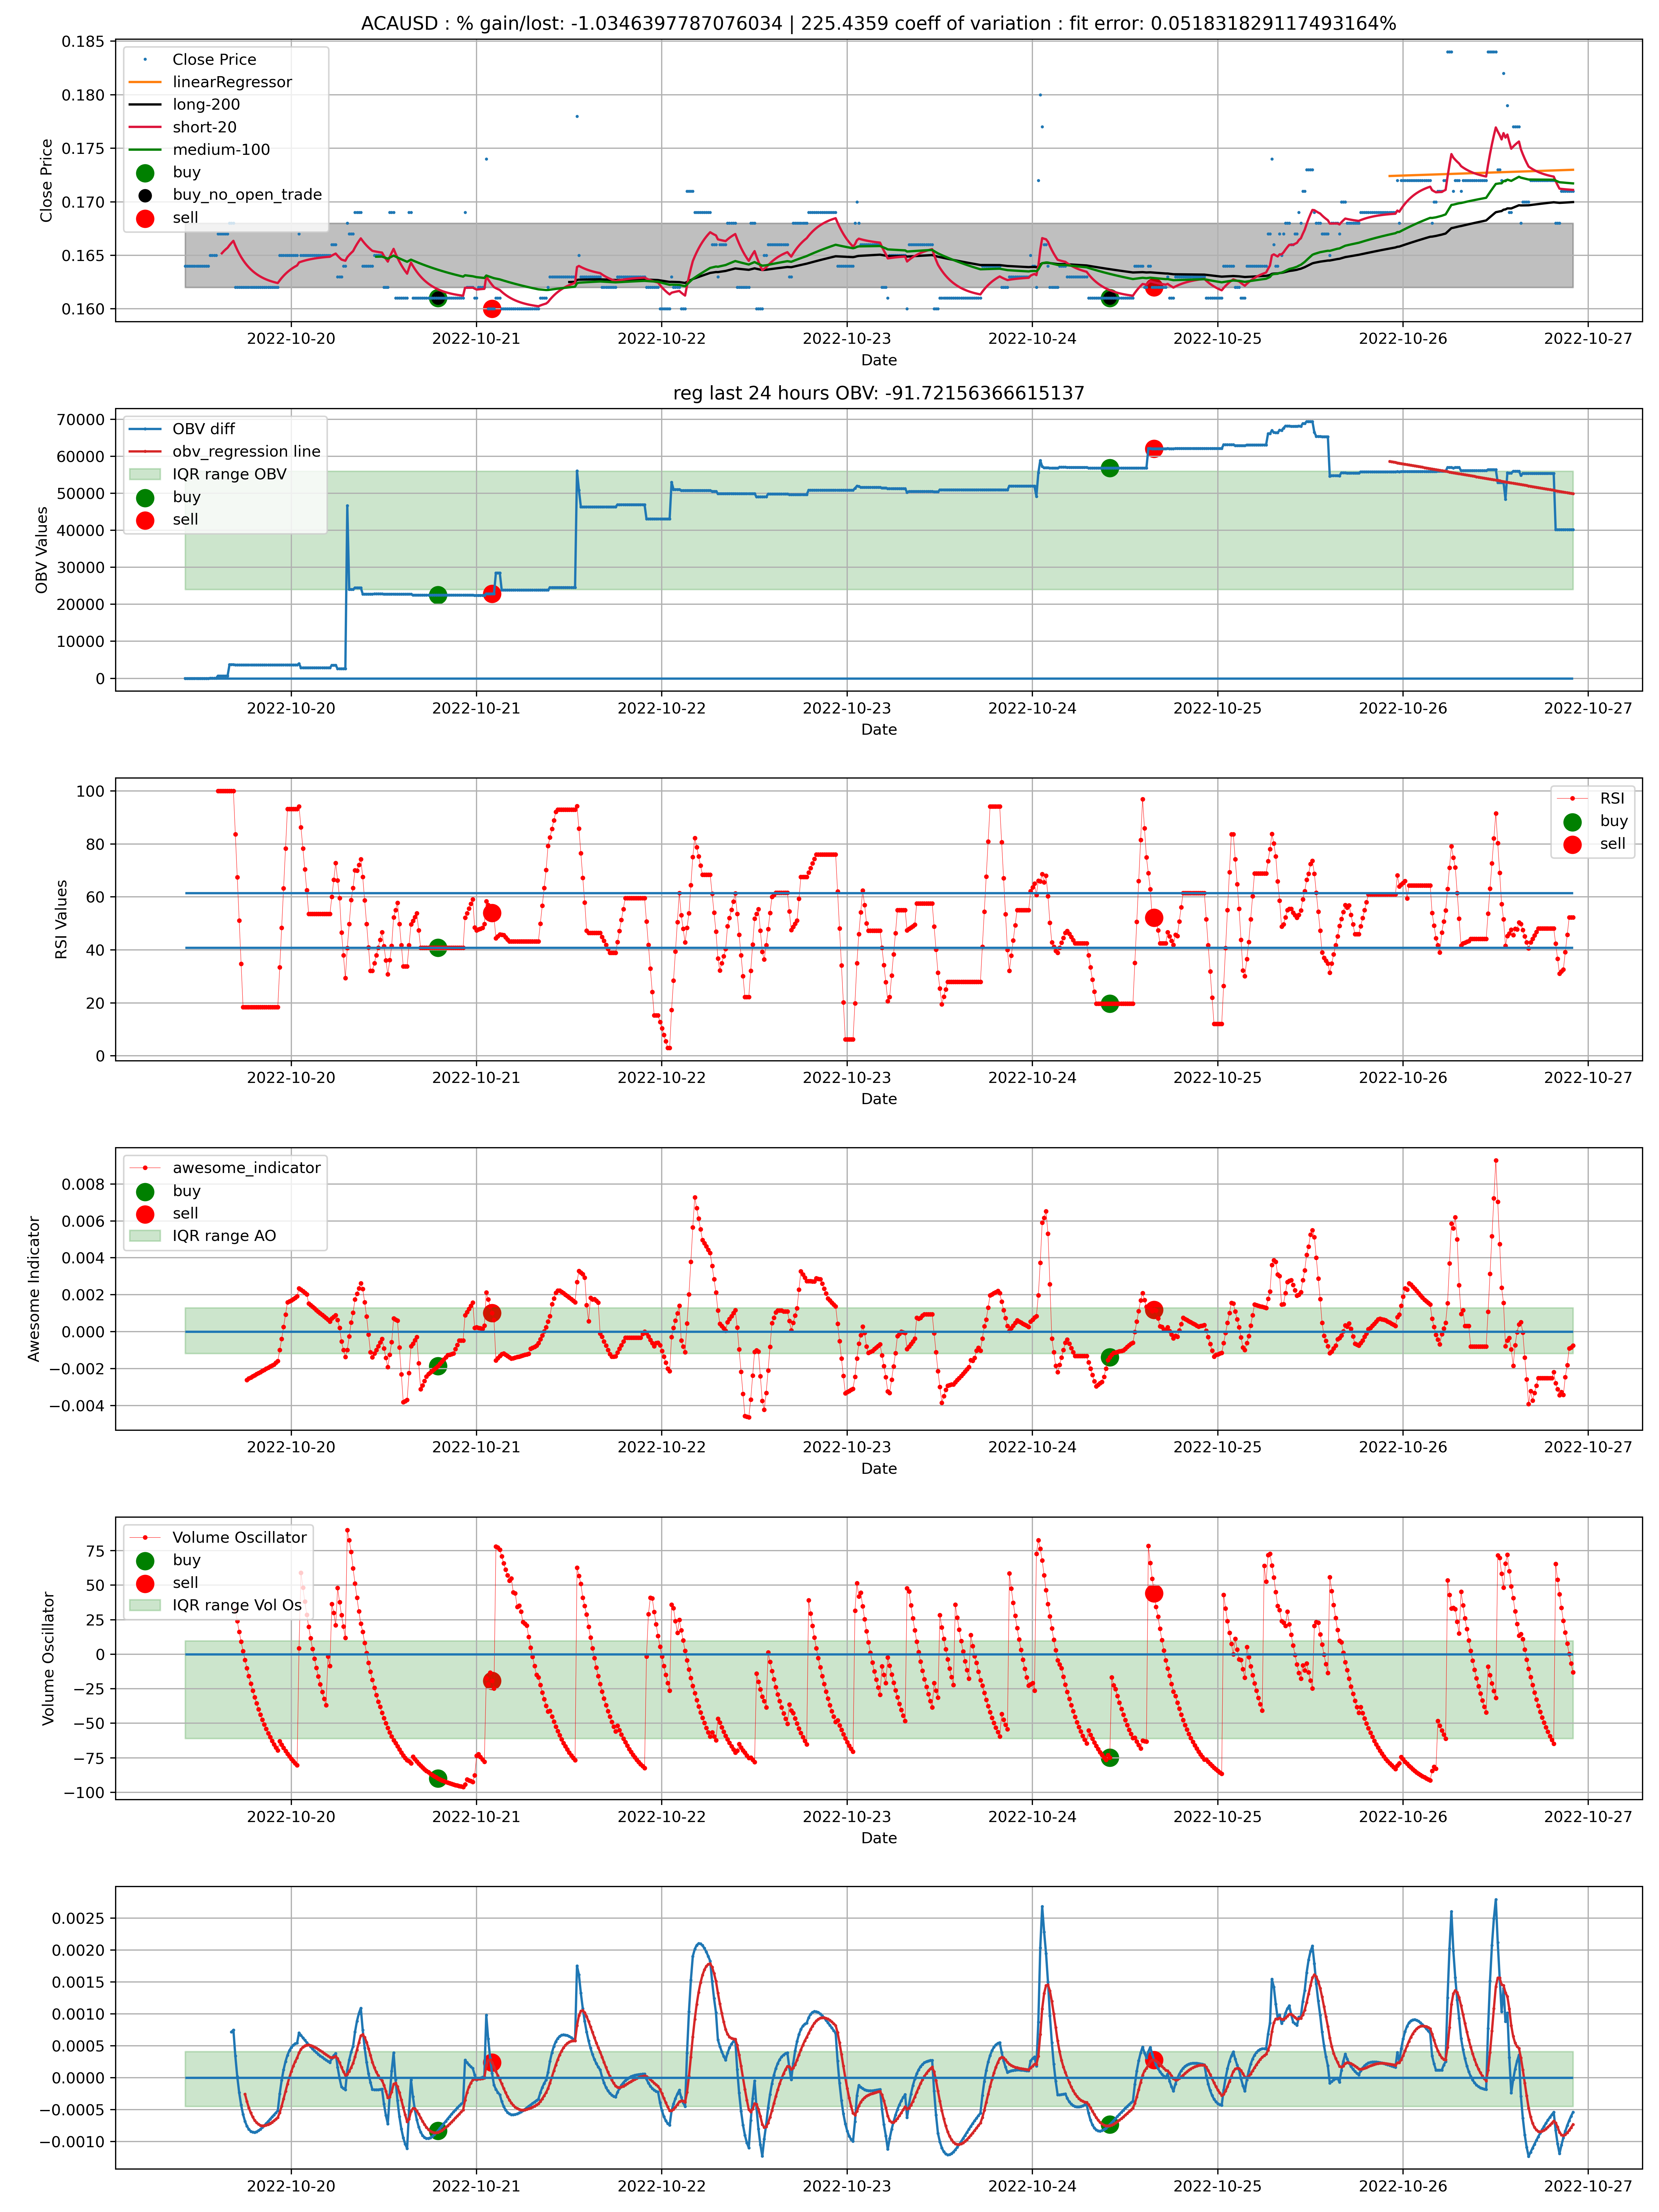 ACAUSD : % gain/lost: -1.0346397787076034 | 225.4359 coeff of variation : fit error: 0.051831829117493164%
0.185
0.180
0.175
0.170
0.165
0.160
Close Price
Close Price
linearRegressor
long-200
short-20
medium-100
buy
buy_no_open_trade
sell
2022-10-20 2022-10-21 2022-10-22 2022-10-23 2022-10-24 2022-10-25 2022-10-26 2022-10-27
Date
reg last 24 hours OBV: -91.72156366615137
70000
60000
50000
40000
30000
20000
10000
0
OBV Values
OBV diff
obv_regression line
IQR range OBV
buy
sell
2022-10-20 2022-10-21 2022-10-22 2022-10-23 2022-10-24 2022-10-25 2022-10-26 2022-10-27
Date
100
80
60
40
20
0
RSI Values
RSI
buy
sell
2022-10-20 2022-10-21 2022-10-22 2022-10-23 2022-10-24 2022-10-25 2022-10-26 2022-10-27
Date
0.008
0.006
0.004
0.002
0.000
−0.002
−0.004
Awesome Indicator
awesome_indicator
buy
sell
IQR range AO
2022-10-20 2022-10-21 2022-10-22 2022-10-23 2022-10-24 2022-10-25 2022-10-26 2022-10-27
Date
75
50
25
0
−25
−50
−75
−100
Volume Oscillator
Volume Oscillator
buy
sell
IQR range Vol Os
2022-10-20 2022-10-21 2022-10-22 2022-10-23 2022-10-24 2022-10-25 2022-10-26 2022-10-27
Date
0.0025
0.0020
0.0015
0.0010
0.0005
0.0000
−0.0005
−0.0010
2022-10-20 2022-10-21 2022-10-22 2022-10-23 2022-10-24 2022-10-25 2022-10-26 2022-10-27